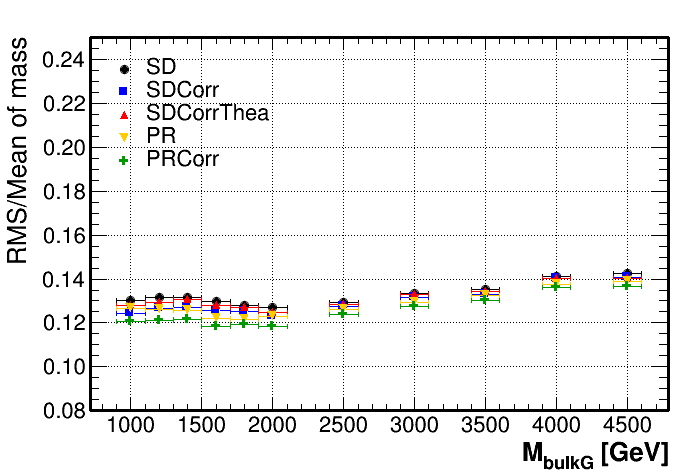 RMS/Mean of mass
0.24
0.22
0.20
0.18
0.16
0.14
0.12
0.10
0.08
SD
SDCorr
SDCorrThea
PR
PRCorr
1000 1500 2000 2500 3000 3500 4000 4500
M_bulkG [GeV]